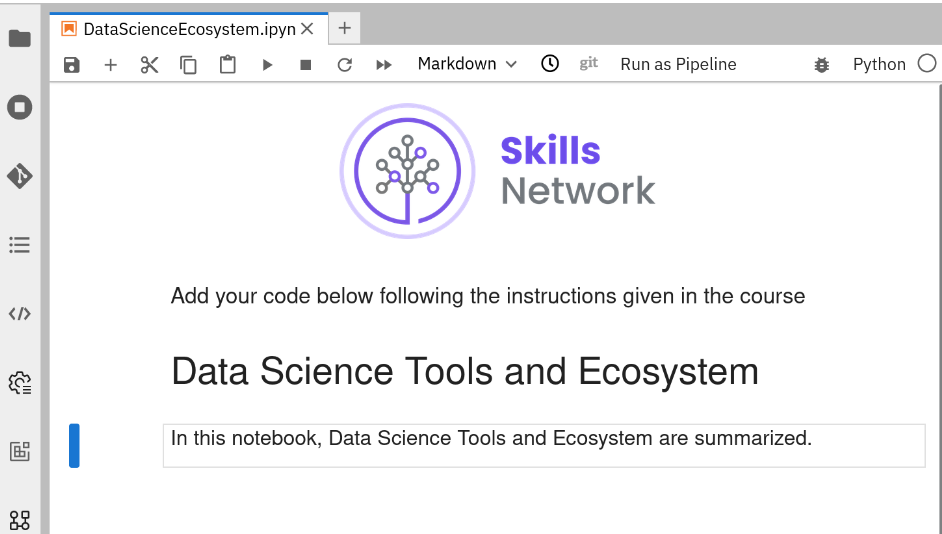 DataScienceEcosystem.ipyn
Markdown
git
Run as Pipeline
Python
Skills
Network
Add your code below following the instructions given in the course
Data Science Tools and Ecosystem
In this notebook, Data Science Tools and Ecosystem are summarized.